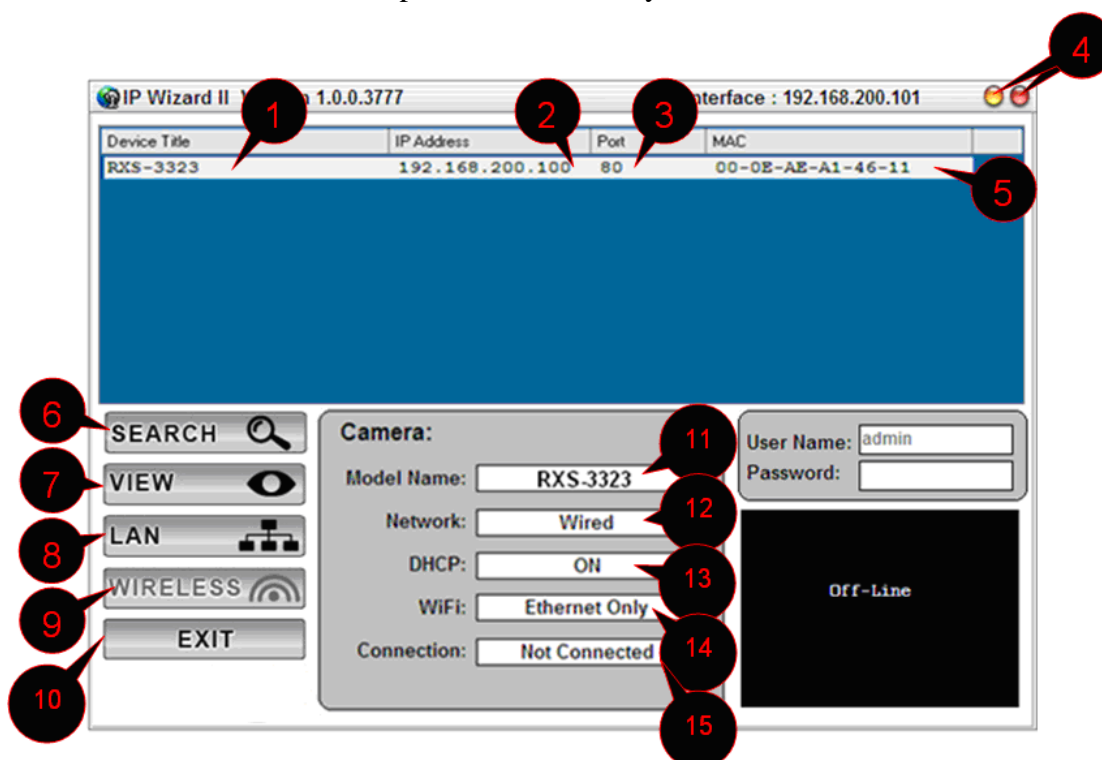 4
IP Wizard II 1.0.0.3777 nterface : 192.168.200.101
1
2
3
Device Title IP Address Port MAC
RXS-3323 192.168.200.100 80 00-0E-AE-A1-46-11
5
6
SEARCH
7
VIEW
8
LAN
9
WIRELESS
10
EXIT
Camera:
Model Name: RXS-3323
11
Network: Wired
12
DHCP: ON
13
WiFi: Ethernet Only
14
Connection: Not Connected
15
User Name: admin
Password:
Off-Line